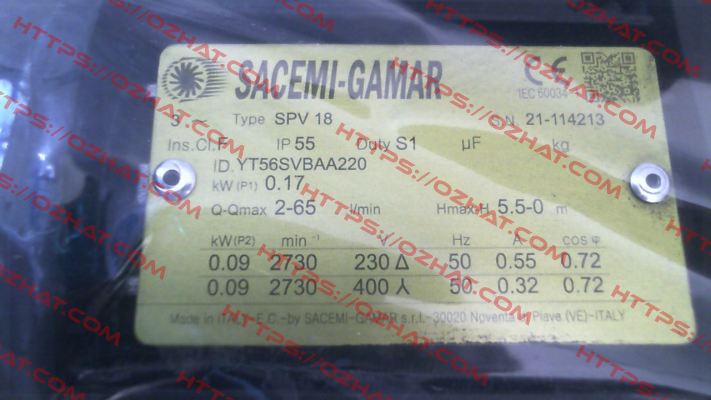 SACEMI-GAMAR
CE
IEC 60034
3 ~ Type SPV 18 S.N. 21-114213
Ins.Cl.F IP 55 Duty S1 µF kg
ID. YT56SVBAA220
kW (P1) 0.17
Q-Qmax 2-65 l/min Hmax-H 5.5-0 m
kW (P2) min⁻¹ V Hz A cos φ
0.09 2730 230 Δ 50 0.55 0.72
0.09 2730 400 ⅄ 50 0.32 0.72
Made in ITALY-E.C.-by SACEMI-GAMAR s.r.l.-30020 Noventa di Piave (VE)-ITALY
HTTPS://OZHAT.COM